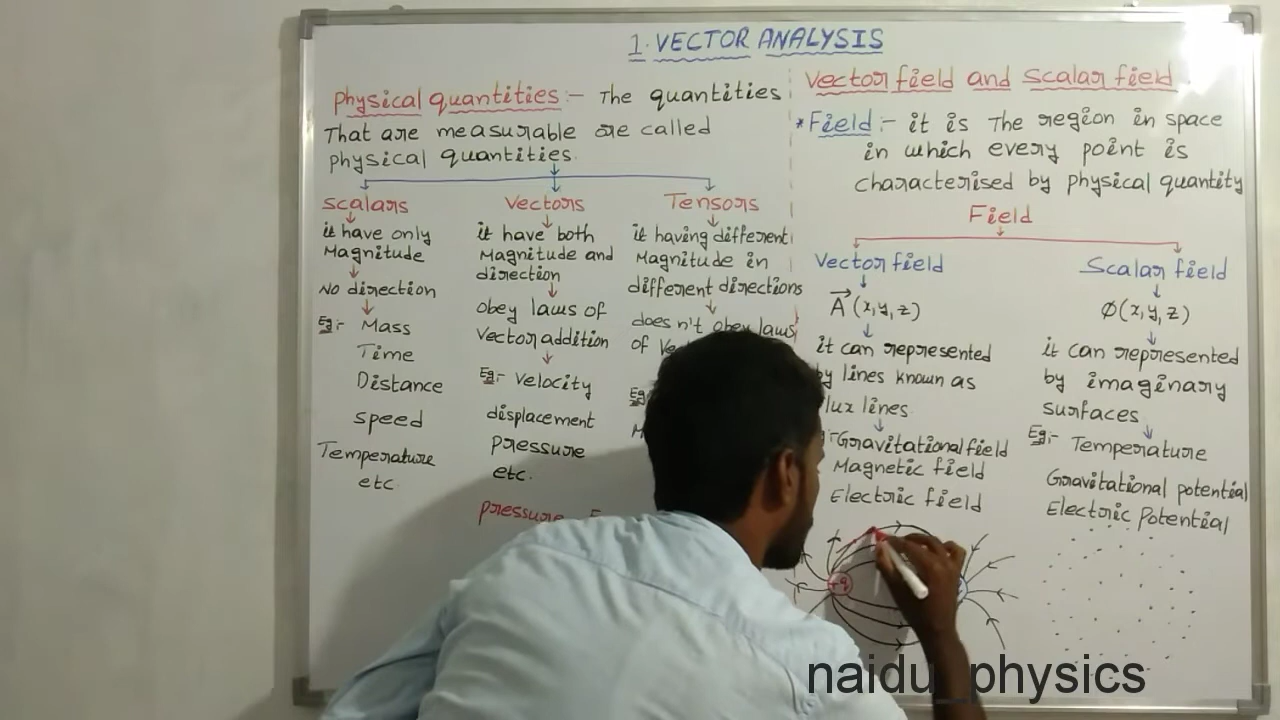 1. VECTOR ANALYSIS
Physical quantities :- The quantities
That are measurable are called
physical quantities.
scalars
it have only
Magnitude
No direction
Eg:- Mass
Time
Distance
speed
Temperature
etc.
Vectors
it have both
Magnitude and
direction
obey laws of
Vector addition
Eg:- Velocity
displacement
pressure
etc.
pressure
Tensors
it having different
Magnitude in
different directions
does n't obey laws
of
Eg
Vector field and Scalar field
*Field :- it is The region in space
in which every point is
characterised by physical quantity
Field
Vector field
A (x,y,z)
it can represented
by lines known as
lux lines.
Gravitational field
Magnetic field
Electric field
+q
Scalar field
Φ(x,y,z)
it can represented
by imaginary
surfaces
Eg:- Temperature
Gravitational potential
Electric Potential
naidu_physics